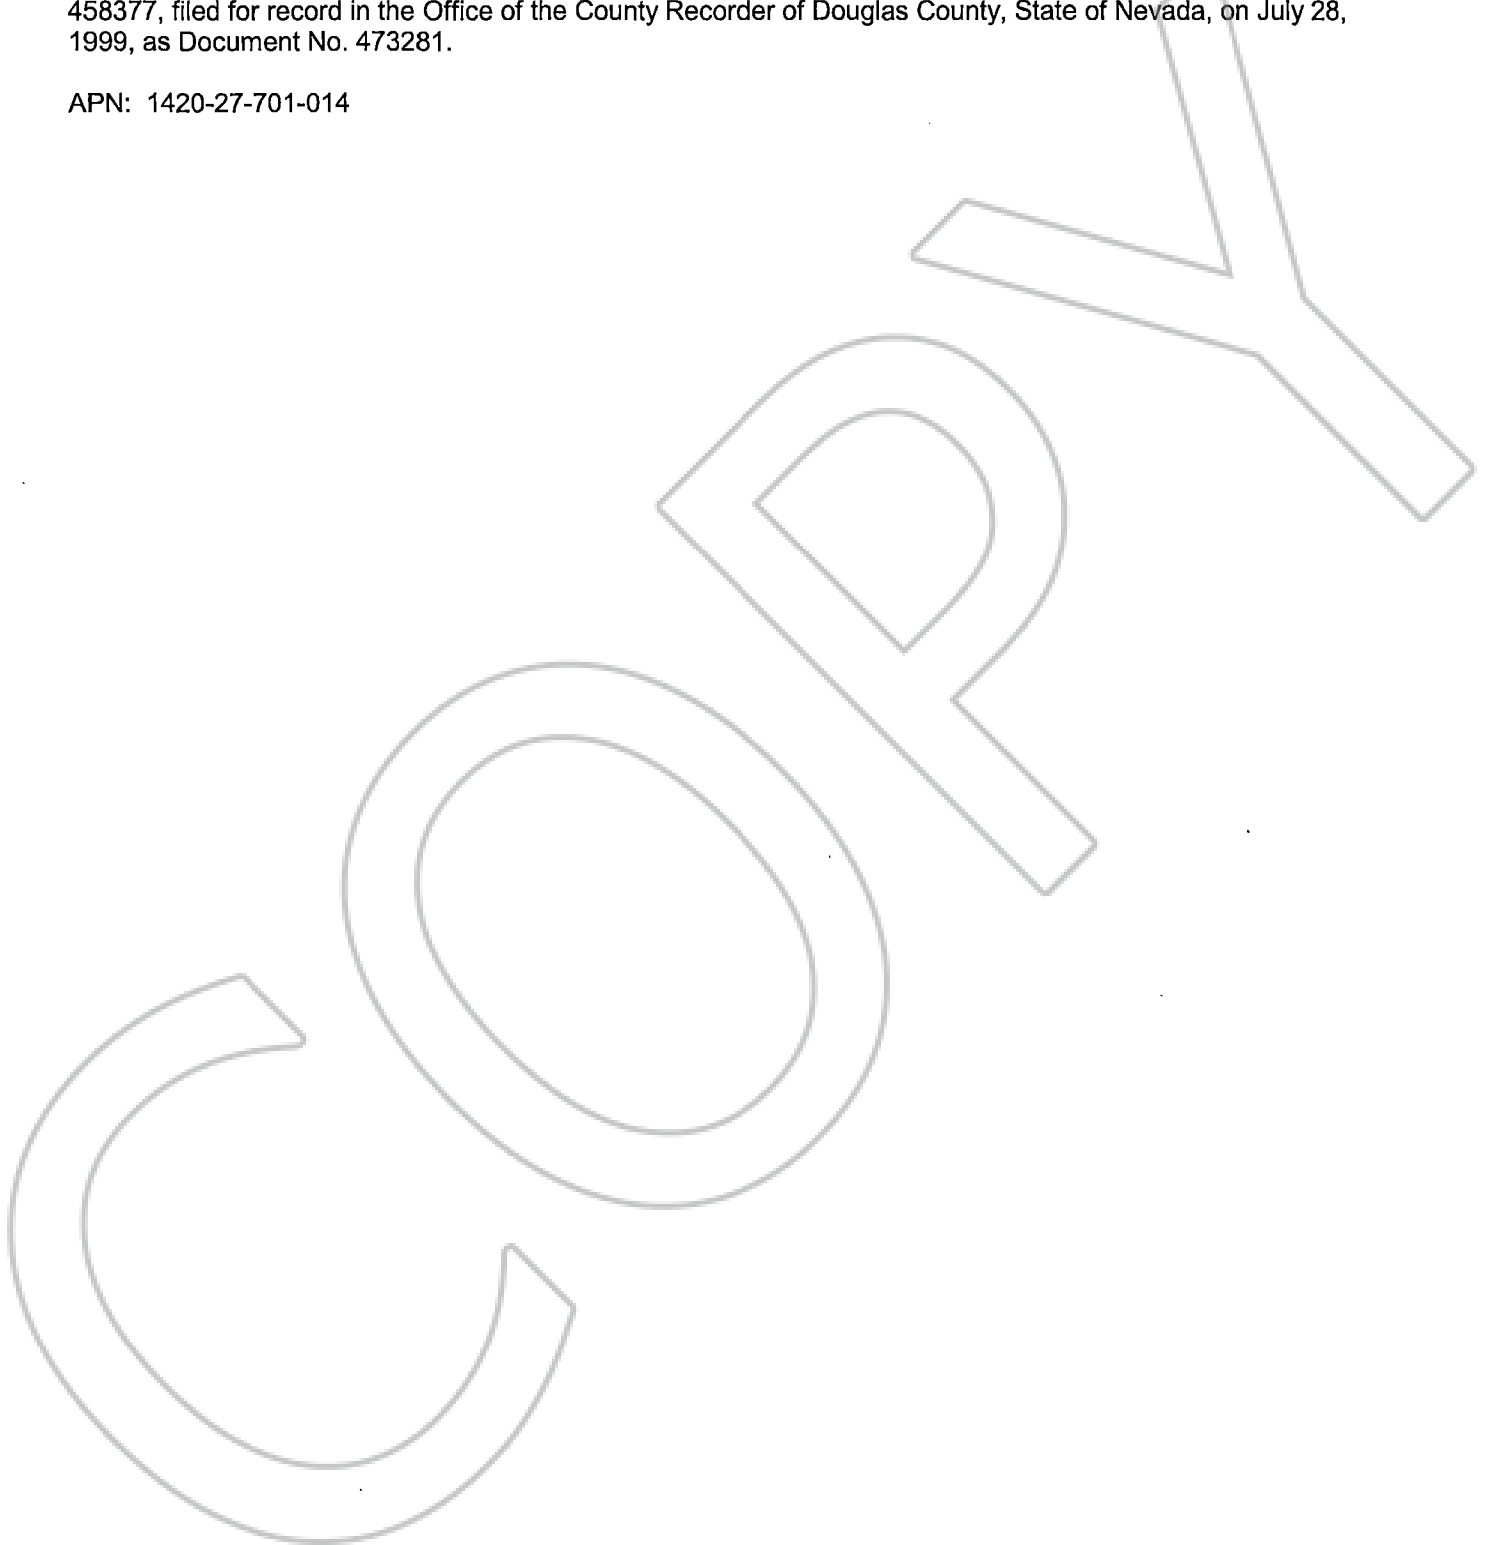 458377, filed for record in the Office of the County Recorder of Douglas County, State of Nevada, on July 28,
1999, as Document No. 473281.
APN: 1420-27-701-014
COPY